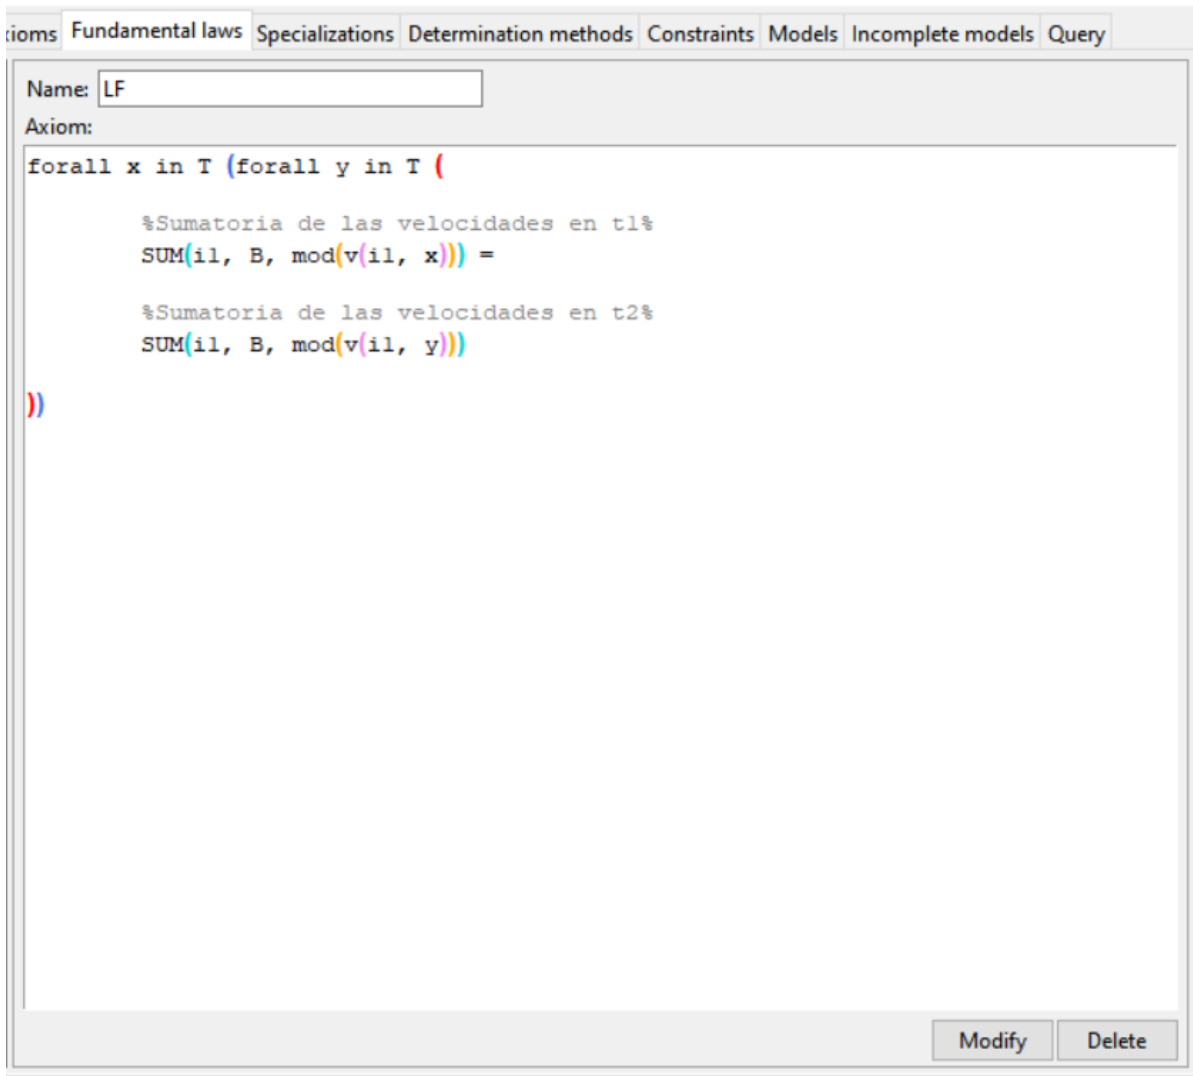 xioms Fundamental laws Specializations Determination methods Constraints Models Incomplete models Query
Name: LF
Axiom:
forall x in T (forall y in T (
%Sumatoria de las velocidades en t1%
SUM(i1, B, mod(v(i1, x))) =
%Sumatoria de las velocidades en t2%
SUM(i1, B, mod(v(i1, y)))
))
Modify Delete